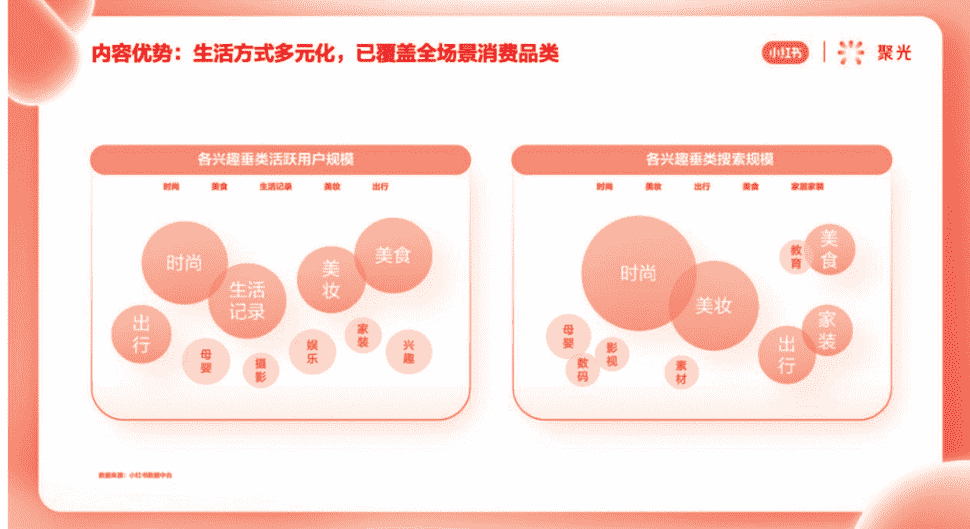 内容优势：生活方式多元化，已覆盖全场景消费品类
小红书 聚光
各兴趣垂类活跃用户规模
时尚 美食 生活记录 美妆 出行
时尚
生活
记录
美
妆
美食
出
行
母
婴
摄
影
娱
乐
家
装
兴
趣
各兴趣垂类搜索规模
时尚 美妆 出行 美食 家居家装
时尚
美妆
教
育
美
食
家
装
出
行
母
婴
数
码
影
视
素
材
数据来源：小红书数据中台